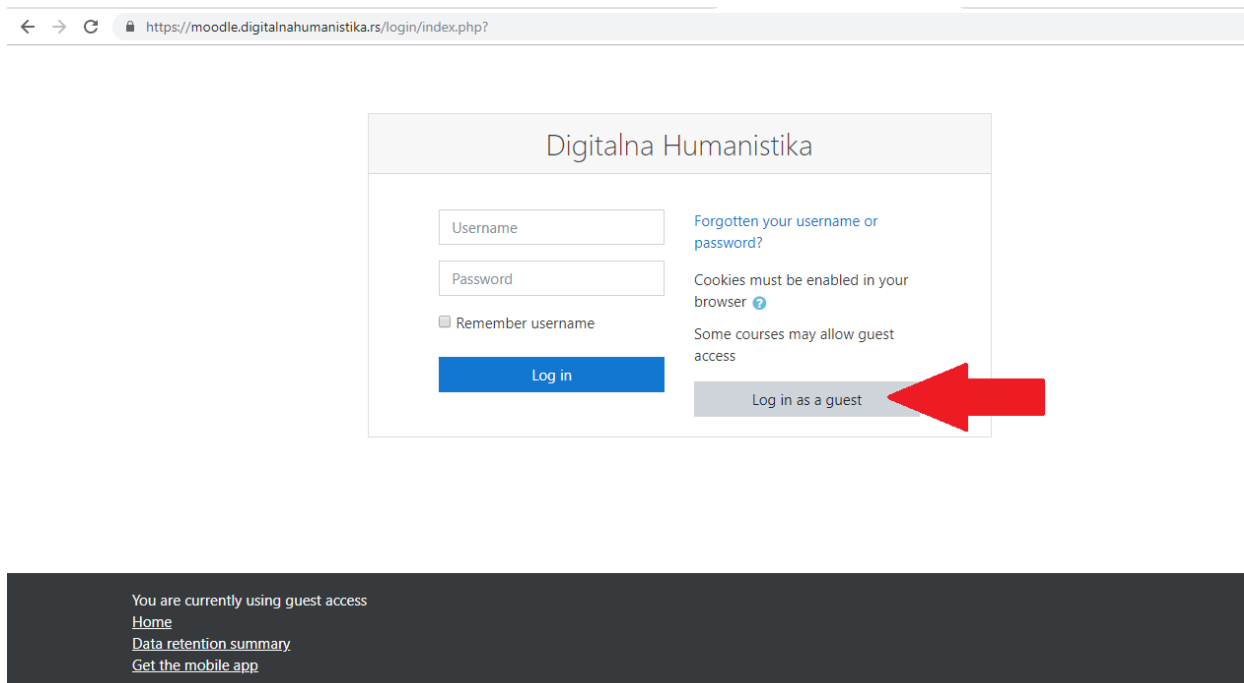 https://moodle.digitalnahumanistika.rs/login/index.php?
Digitalna Humanistika
Username
Password
Remember username
Log in
Forgotten your username or
password?
Cookies must be enabled in your
browser ?
Some courses may allow guest
access
Log in as a guest
You are currently using guest access
Home
Data retention summary
Get the mobile app